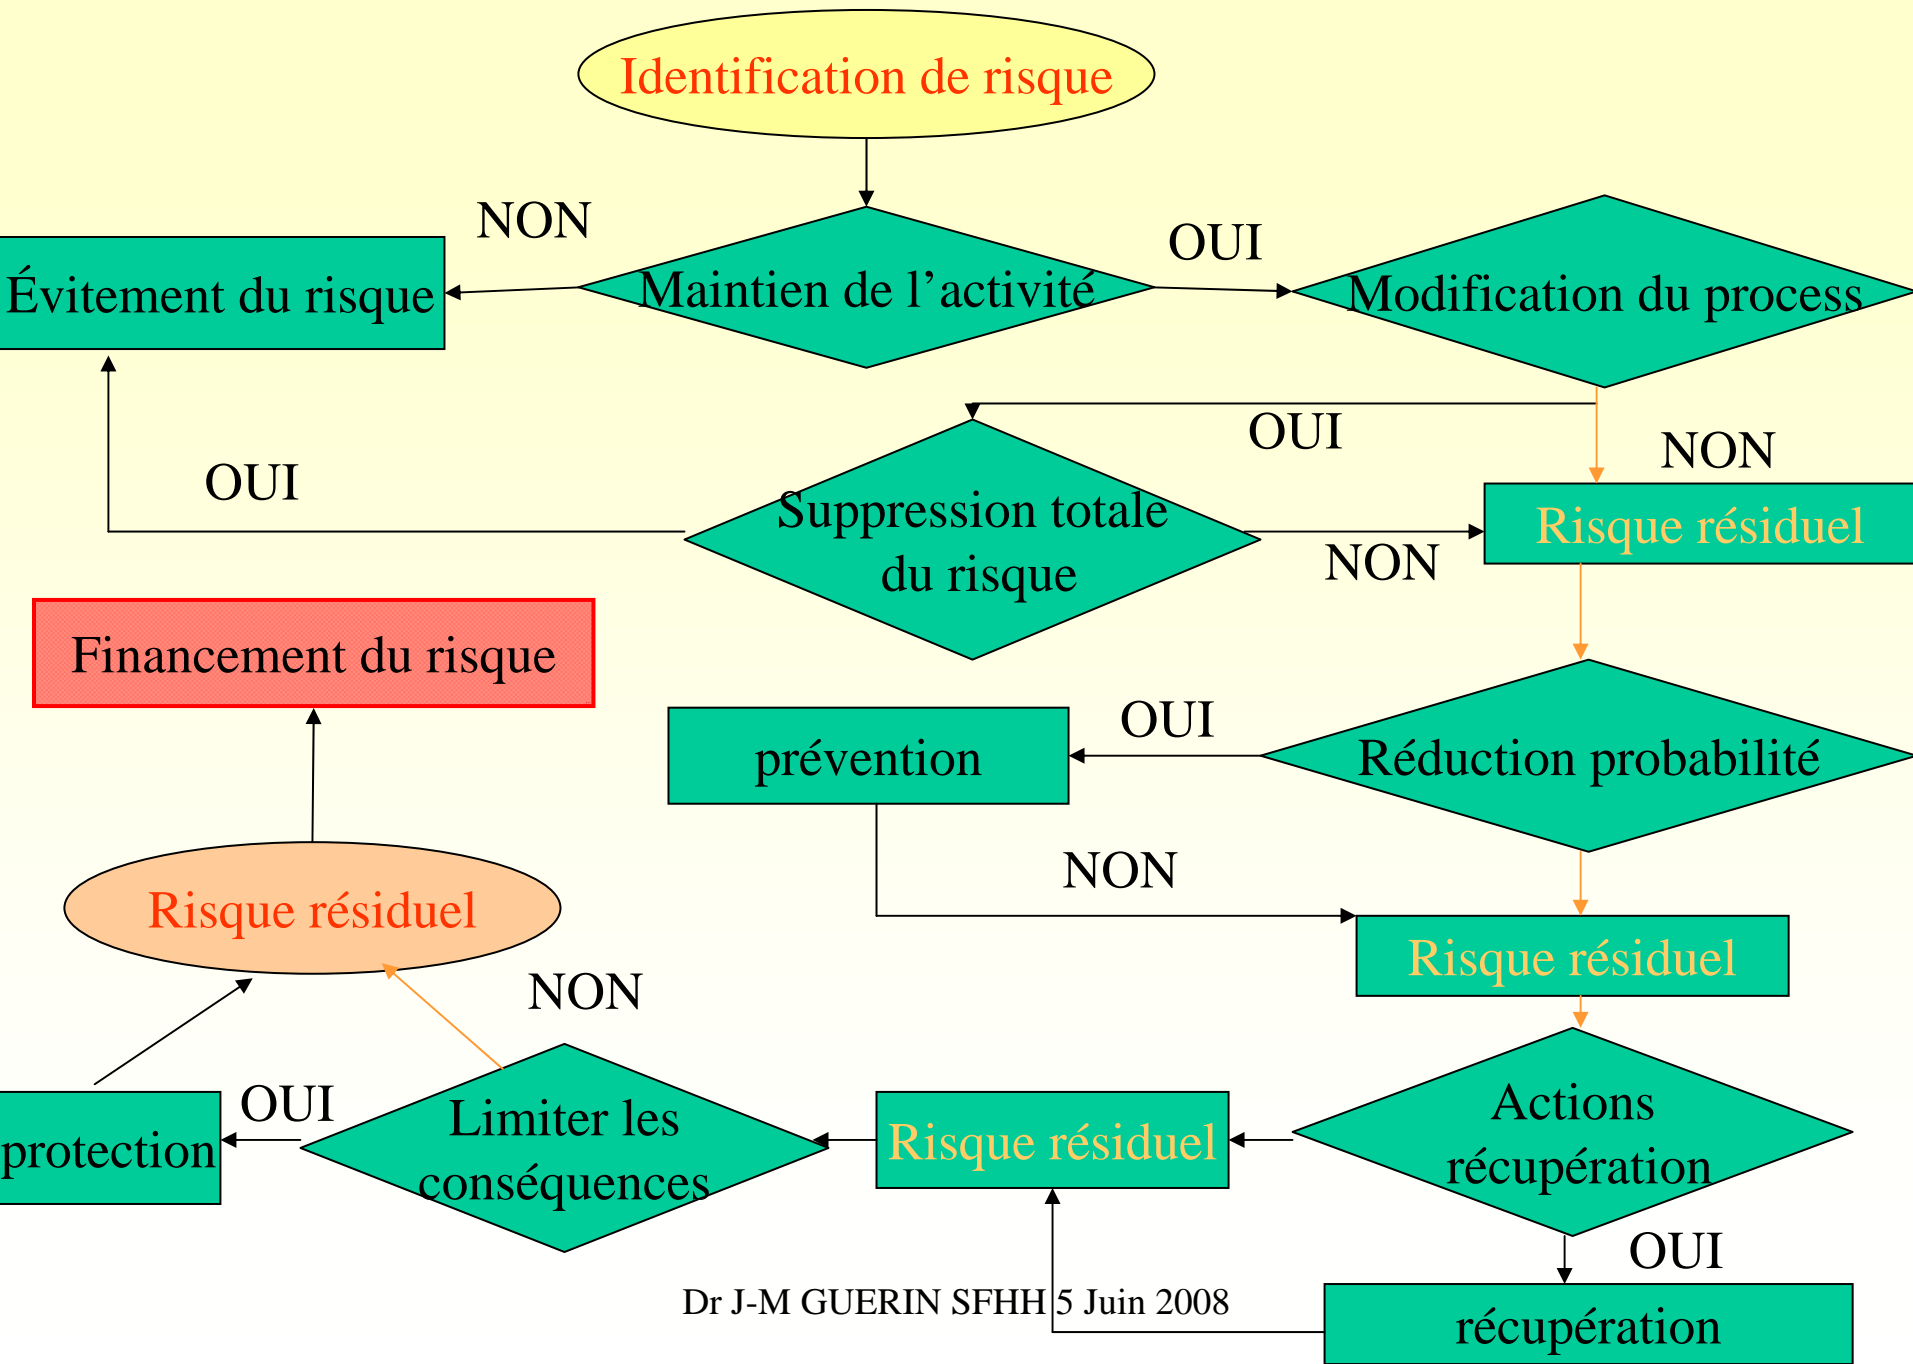 Identification de risque
NON
OUI
Évitement du risque
Maintien de l’activité
Modification du process
OUI
NON
OUI
Suppression totale
du risque
NON
Risque résiduel
Financement du risque
OUI
prévention
Réduction probabilité
NON
Risque résiduel
Risque résiduel
NON
OUI
protection
Limiter les
conséquences
Risque résiduel
Actions
récupération
OUI
Dr J-M GUERIN SFHH 5 Juin 2008
récupération